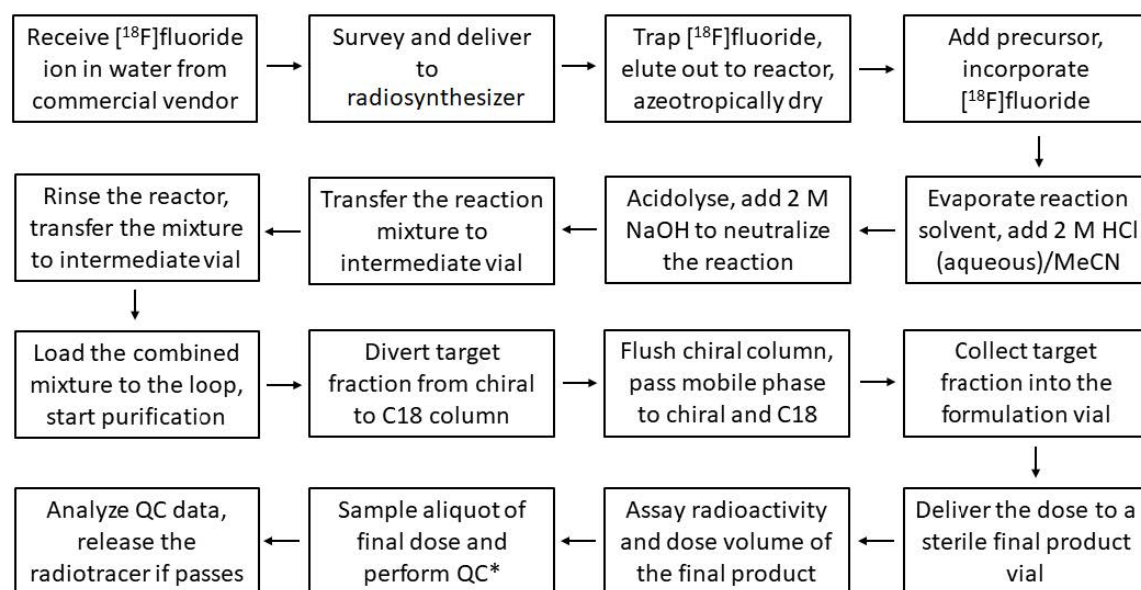 Receive [¹⁸F]fluoride
ion in water from
commercial vendor
Survey and deliver
to
radiosynthesizer
Trap [¹⁸F]fluoride,
elute out to reactor,
azeotropically dry
Add precursor,
incorporate
[¹⁸F]fluoride
Evaporate reaction
solvent, add 2 M HCl
(aqueous)/MeCN
Acidolyse, add 2 M
NaOH to neutralize
the reaction
Transfer the reaction
mixture to
intermediate vial
Rinse the reactor,
transfer the mixture
to intermediate vial
Load the combined
mixture to the loop,
start purification
Divert target
fraction from chiral
to C18 column
Flush chiral column,
pass mobile phase
to chiral and C18
Collect target
fraction into the
formulation vial
Deliver the dose to a
sterile final product
vial
Assay radioactivity
and dose volume of
the final product
Sample aliquot of
final dose and
perform QC*
Analyze QC data,
release the
radiotracer if passes